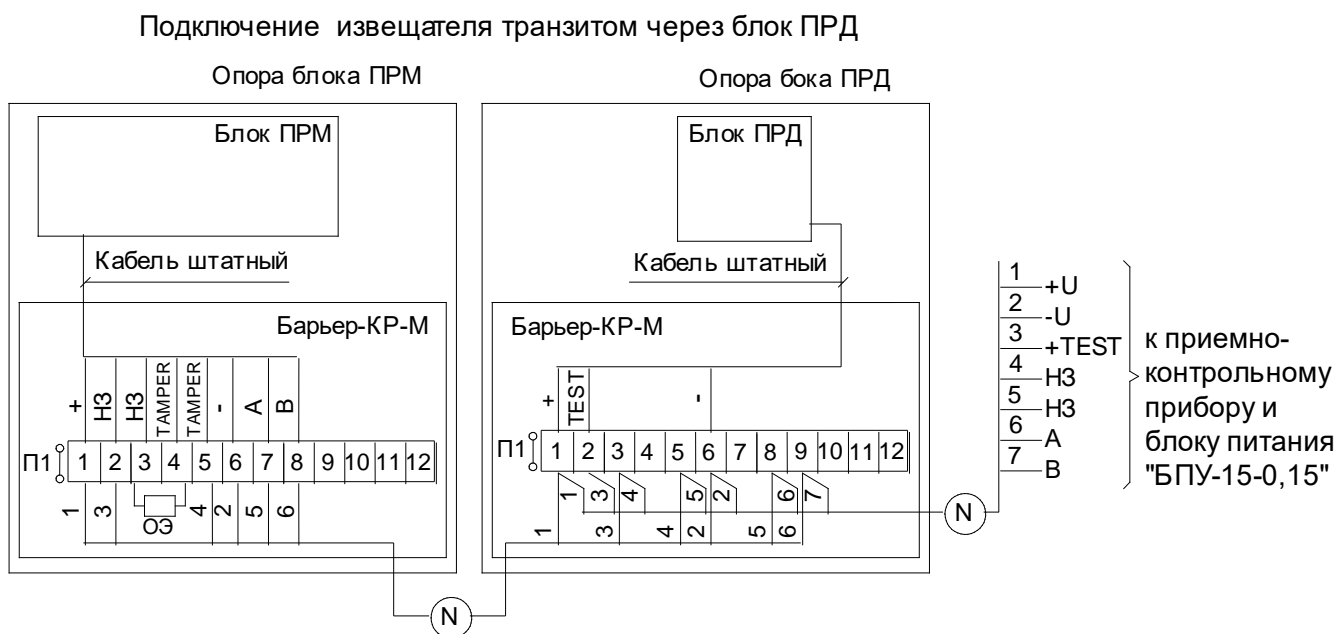 Подключение извещателя транзитом через блок ПРД
Опора блока ПРМ
Опора бока ПРД
Блок ПРМ
Блок ПРД
Кабель штатный
Кабель штатный
Барьер-КР-М
Барьер-КР-М
+ НЗ НЗ TAMPER TAMPER - A B
П1 1 2 3 4 5 6 7 8 9 10 11 12
1 3 ОЭ 4 2 5 6
N
+ TEST -
П1 1 2 3 4 5 6 7 8 9 10 11 12
1 3 4 5 2 6 7
1 3 4 2 5 6
N
1 +U
2 -U
3 +TEST
4 НЗ
5 НЗ
6 A
7 B
к приемно-
контрольному
прибору и
блоку питания
"БПУ-15-0,15"